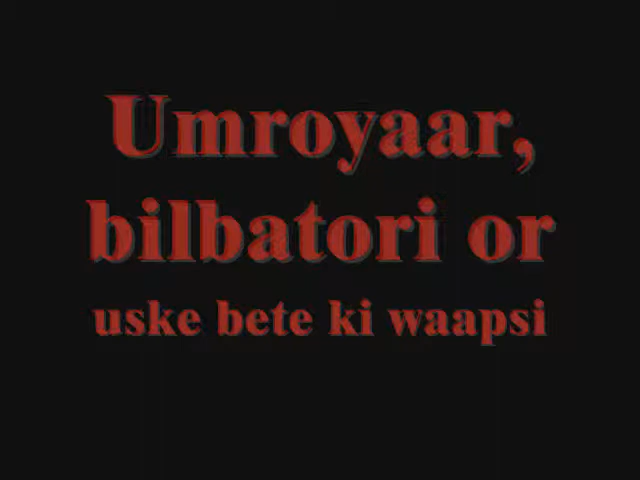 Umroyaar,
bilbatori or
uske bete ki waapsi